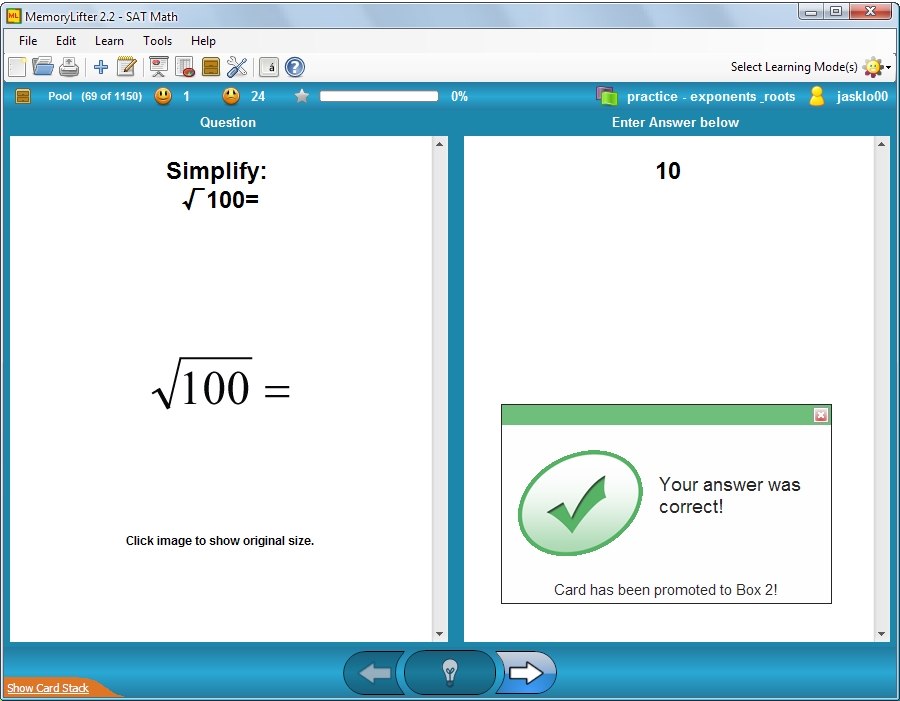 MemoryLifter 2.2 - SAT Math
File Edit Learn Tools Help
á ?
Select Learning Mode(s)
Pool (69 of 1150) 1 24 0% practice - exponents_roots jasklo00
Question
Enter Answer below
Simplify:
√100=
√100 =
Click image to show original size.
10
Your answer was
correct!
Card has been promoted to Box 2!
Show Card Stack